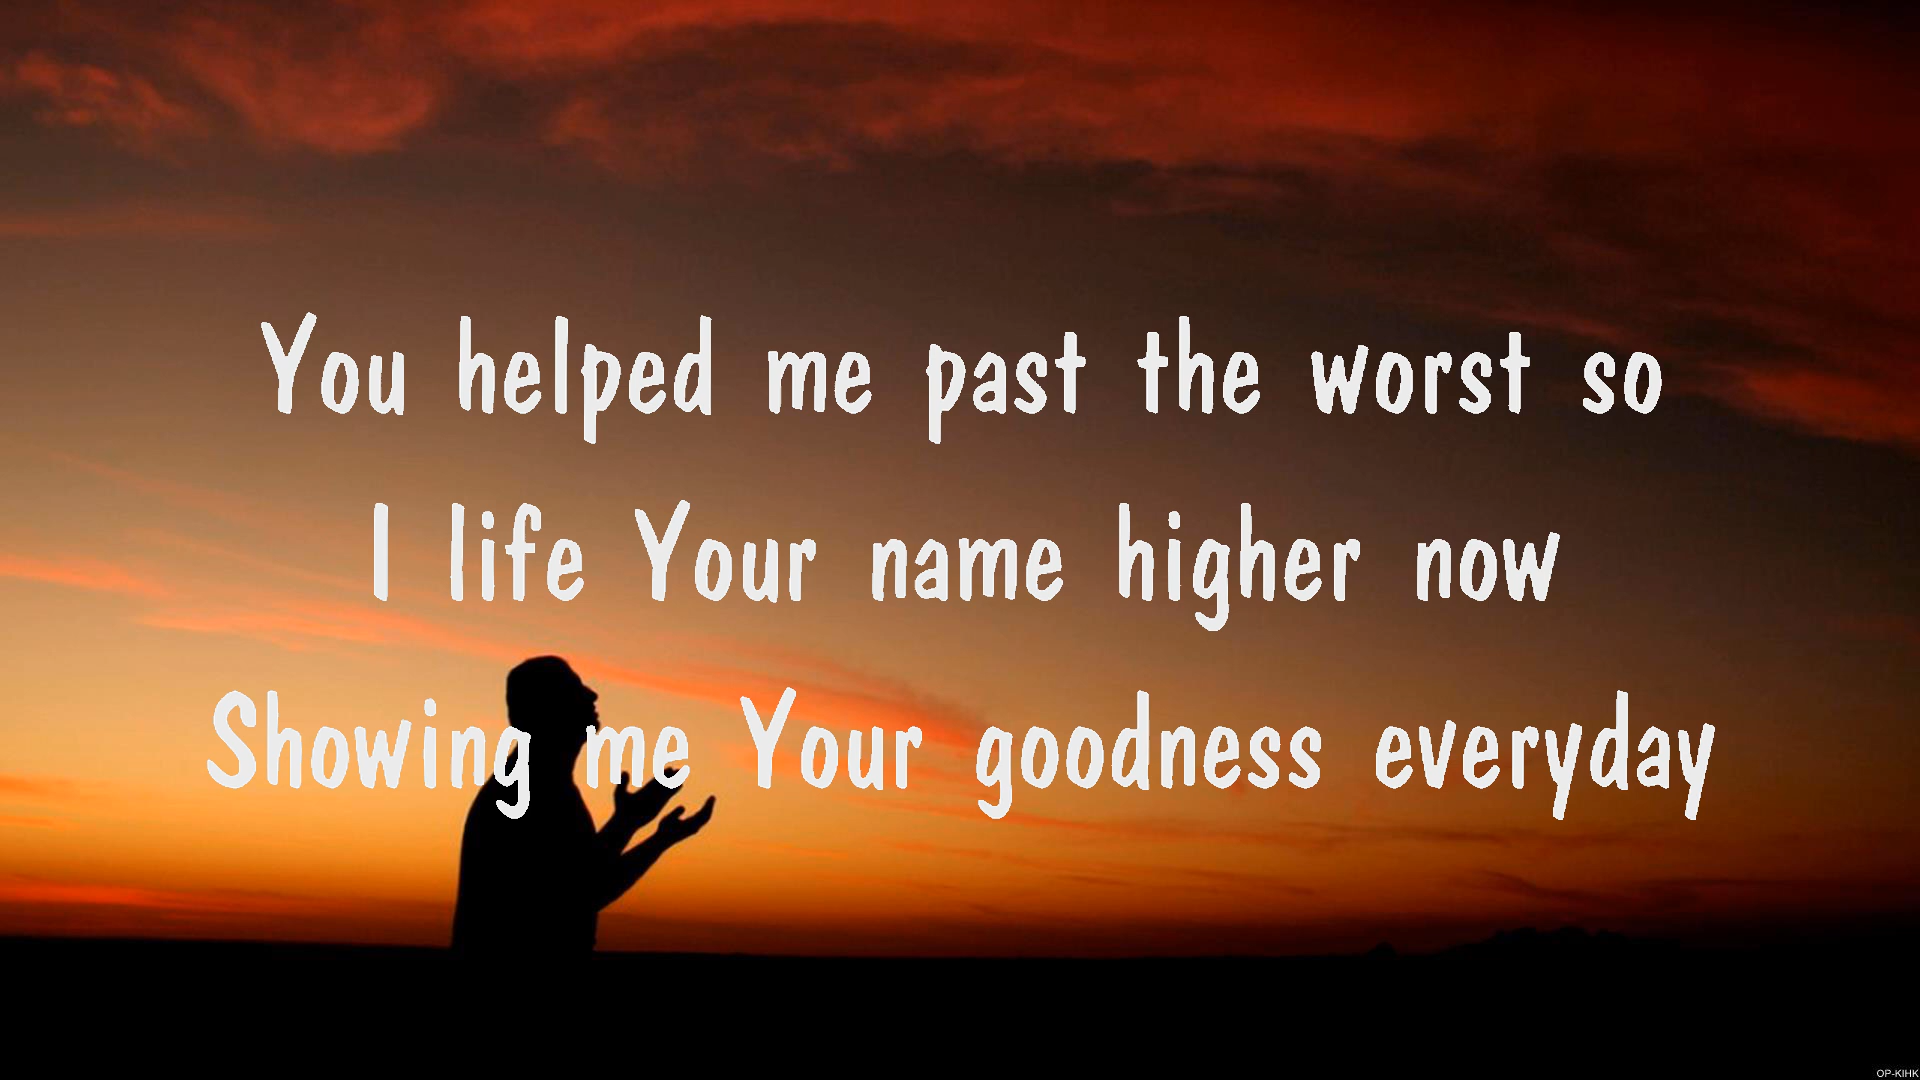 You helped me past the worst so
I life Your name higher now
Showing me Your goodness everyday
OP-KIHK